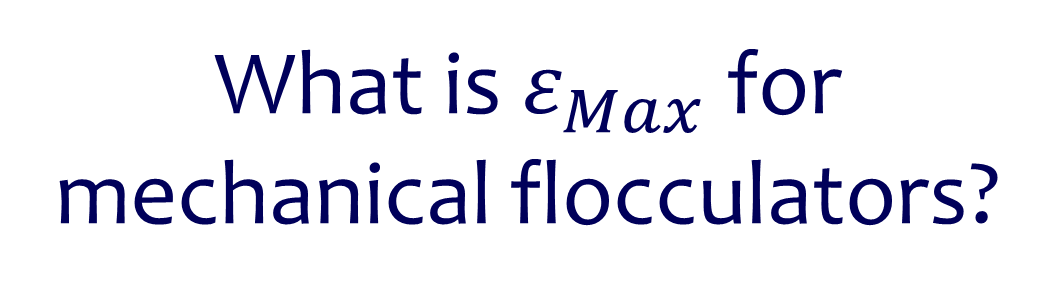 What is εMax for
mechanical flocculators?